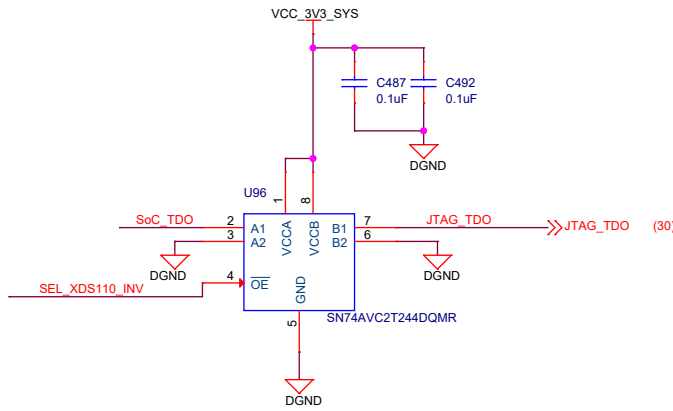 VCC_3V3_SYS
C487
C492
0.1uF
0.1uF
DGND
U96
1
8
SoC_TDO
2
A1
VCCA
VCCB
B1
7
JTAG_TDO
JTAG_TDO
(30)
3
A2
B2
6
DGND
DGND
4
OE
SEL_XDS110_INV
GND
5
SN74AVC2T244DQMR
DGND